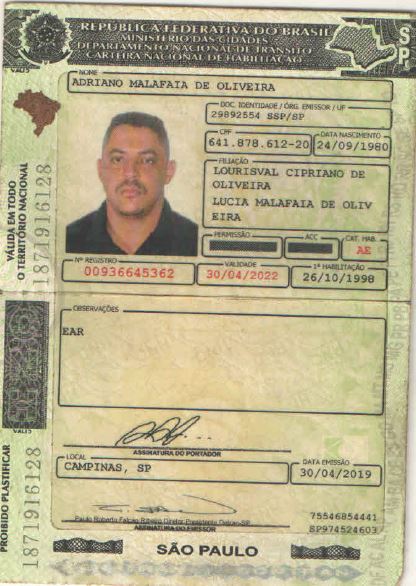 REPÚBLICA FEDERATIVA DO BRASIL
MINISTÉRIO DAS CIDADES
DEPARTAMENTO NACIONAL DE TRÂNSITO
CARTEIRA NACIONAL DE HABILITAÇÃO
SP
NOME
ADRIANO MALAFAIA DE OLIVEIRA
DOC. IDENTIDADE / ÓRG. EMISSOR / UF
29892554 SSP/SP
CPF
641.878.612-20
DATA NASCIMENTO
24/09/1980
FILIAÇÃO
LOURISVAL CIPRIANO DE
OLIVEIRA
LUCIA MALAFAIA DE OLIV
EIRA
PERMISSÃO
ACC
CAT. HAB.
AE
Nº REGISTRO
00936645362
VALIDADE
30/04/2022
1ª HABILITAÇÃO
26/10/1998
VÁLIDA EM TODO
O TERRITÓRIO NACIONAL
1871916128
OBSERVAÇÕES
EAR
ASSINATURA DO PORTADOR
LOCAL
CAMPINAS, SP
DATA EMISSÃO
30/04/2019
Paulo Roberto Falcão Ribeiro Diretor Presidente Detran-SP
ASSINATURA DO EMISSOR
75546854441
SP974524603
PROIBIDO PLASTIFICAR
1871916128
SÃO PAULO